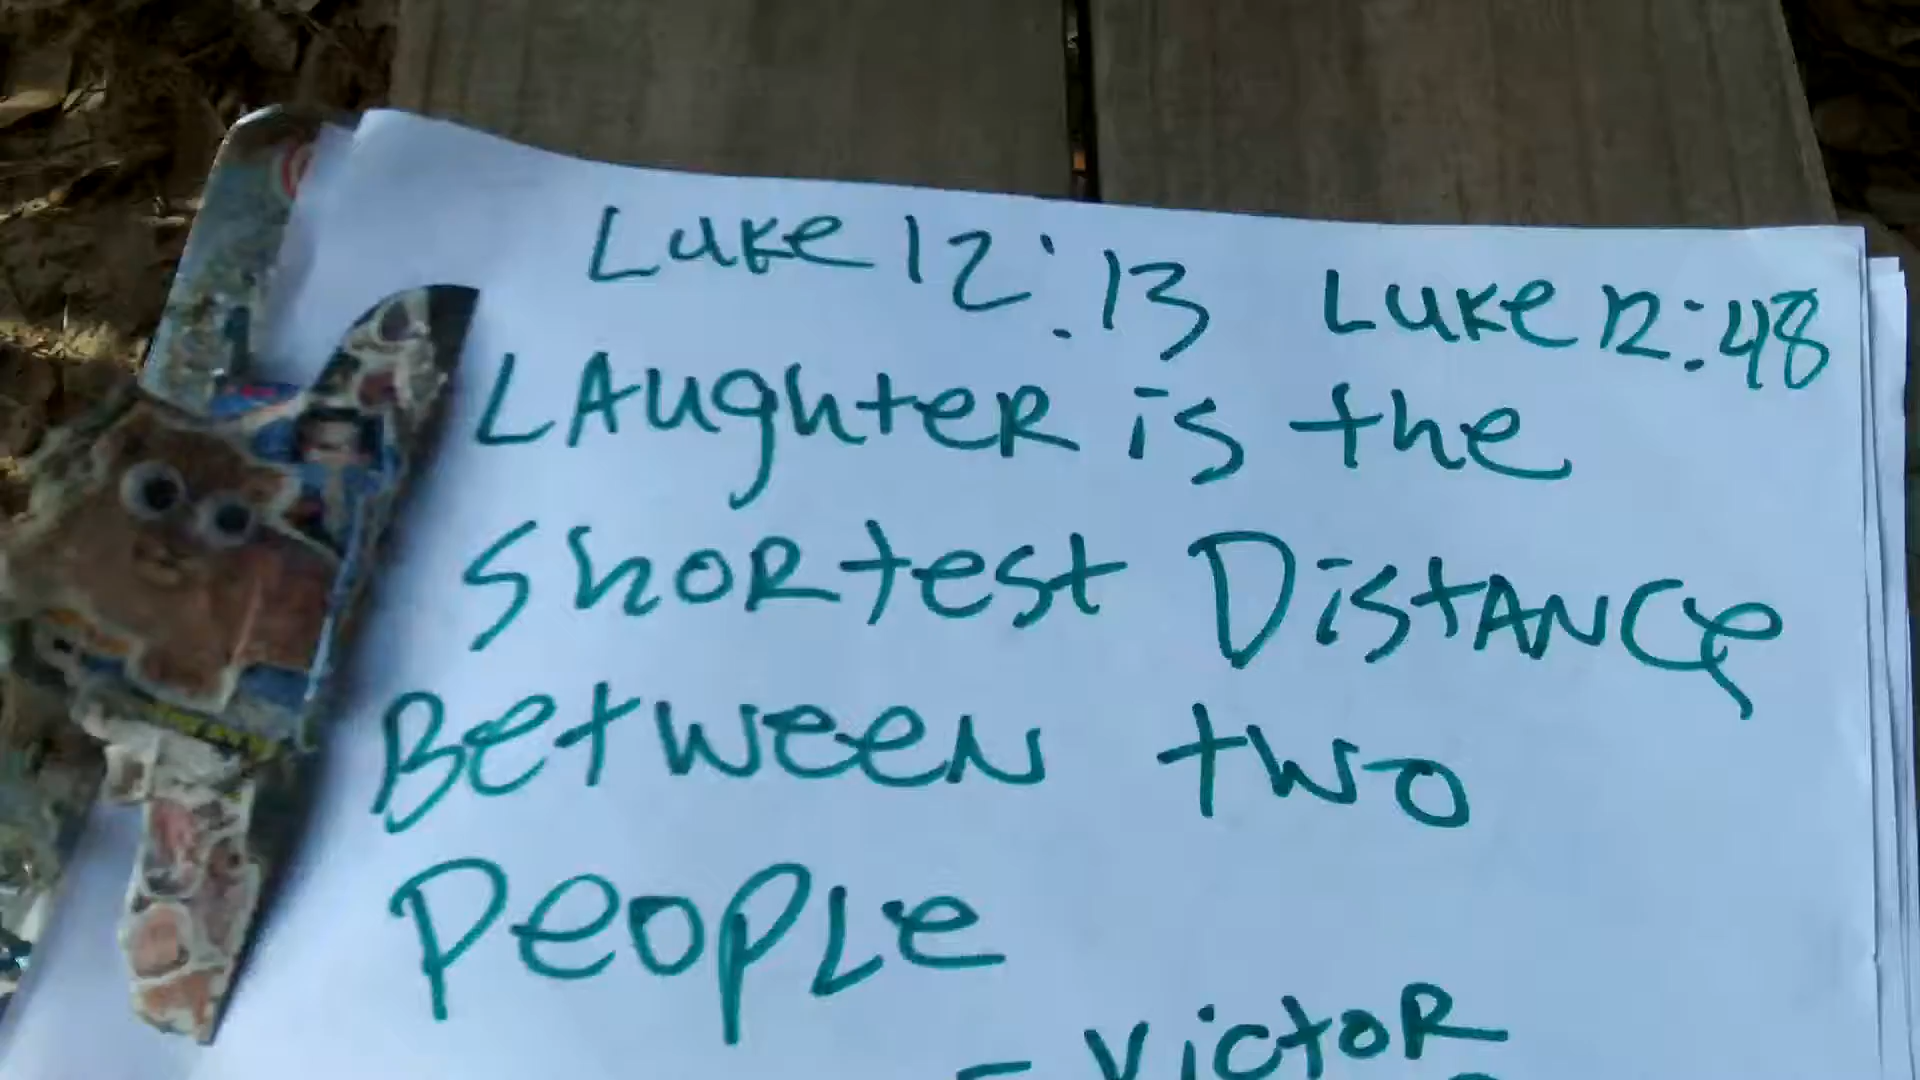 Luke 12:13 Luke 12:48
LAughteR is the
ShoRtest DistANCe
BetweeN two
PeoPLe
- VictoR